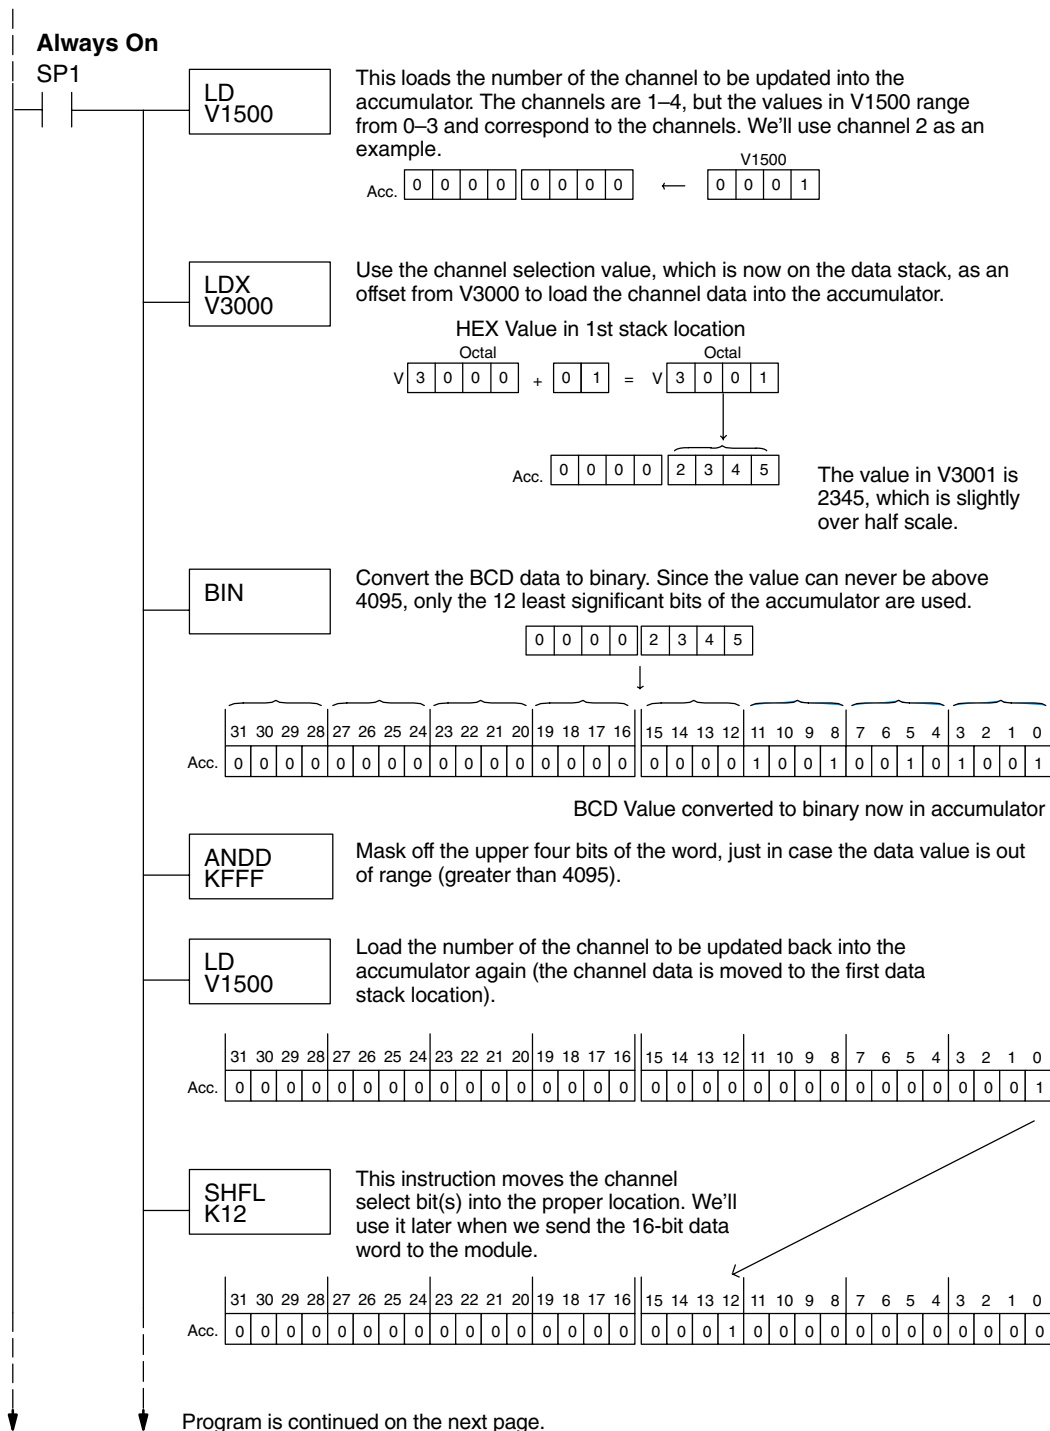 Always On
SP1
LD
V1500
This loads the number of the channel to be updated into the
accumulator. The channels are 1–4, but the values in V1500 range
from 0–3 and correspond to the channels. We’ll use channel 2 as an
example.
V1500
Acc. 0 0 0 0 0 0 0 0 ← 0 0 0 1
LDX
V3000
Use the channel selection value, which is now on the data stack, as an
offset from V3000 to load the channel data into the accumulator.
HEX Value in 1st stack location
Octal Octal
V 3 0 0 0 + 0 1 = V 3 0 0 1
Acc. 0 0 0 0 2 3 4 5
The value in V3001 is
2345, which is slightly
over half scale.
BIN
Convert the BCD data to binary. Since the value can never be above
4095, only the 12 least significant bits of the accumulator are used.
0 0 0 0 2 3 4 5
31 30 29 28 27 26 25 24 23 22 21 20 19 18 17 16 15 14 13 12 11 10 9 8 7 6 5 4 3 2 1 0
Acc. 0 0 0 0 0 0 0 0 0 0 0 0 0 0 0 0 0 0 0 0 1 0 0 1 0 0 1 0 1 0 0 1
BCD Value converted to binary now in accumulator
ANDD
KFFF
Mask off the upper four bits of the word, just in case the data value is out
of range (greater than 4095).
LD
V1500
Load the number of the channel to be updated back into the
accumulator again (the channel data is moved to the first data
stack location).
31 30 29 28 27 26 25 24 23 22 21 20 19 18 17 16 15 14 13 12 11 10 9 8 7 6 5 4 3 2 1 0
Acc. 0 0 0 0 0 0 0 0 0 0 0 0 0 0 0 0 0 0 0 0 0 0 0 0 0 0 0 0 0 0 0 1
SHFL
K12
This instruction moves the channel
select bit(s) into the proper location. We’ll
use it later when we send the 16-bit data
word to the module.
31 30 29 28 27 26 25 24 23 22 21 20 19 18 17 16 15 14 13 12 11 10 9 8 7 6 5 4 3 2 1 0
Acc. 0 0 0 0 0 0 0 0 0 0 0 0 0 0 0 0 0 0 0 1 0 0 0 0 0 0 0 0 0 0 0 0
Program is continued on the next page.